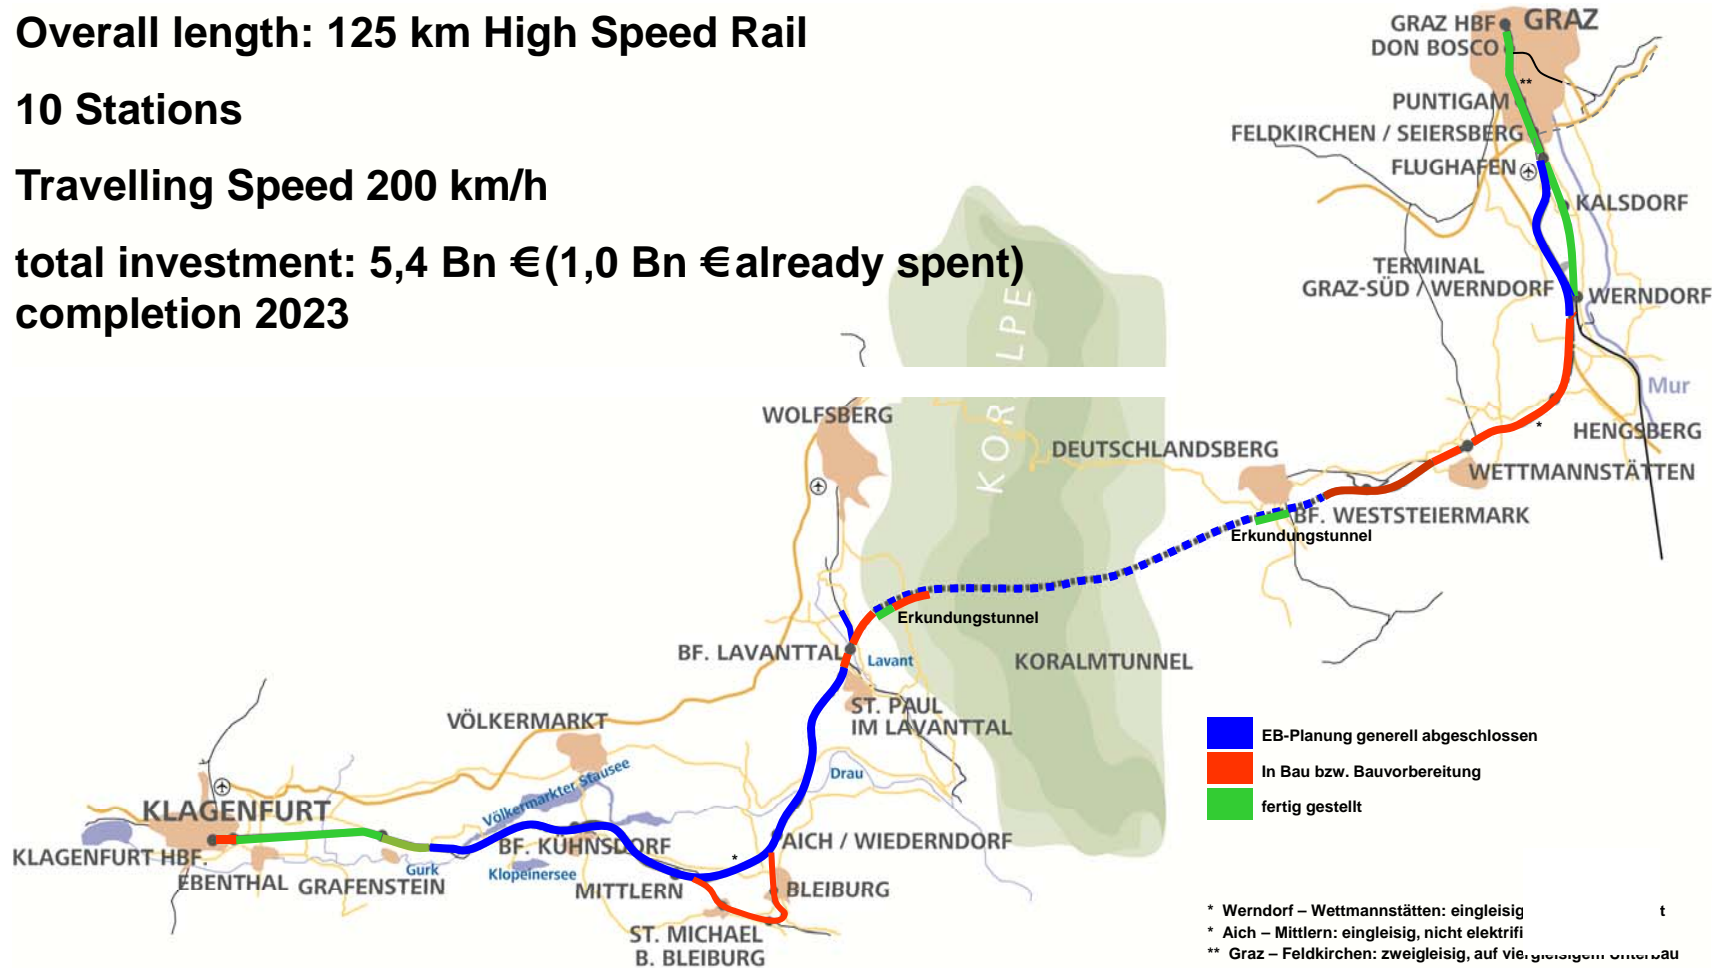 Overall length: 125 km High Speed Rail
10 Stations
Travelling Speed 200 km/h
total investment: 5,4 Bn € (1,0 Bn € already spent)
completion 2023
GRAZ HBF
GRAZ
DON BOSCO
**
PUNTIGAM
FELDKIRCHEN / SEIERSBERG
FLUGHAFEN
KALSDORF
TERMINAL
GRAZ-SÜD / WERNDORF
WERNDORF
Mur
HENGSBERG
*
WETTMANNSTÄTTEN
DEUTSCHLANDSBERG
BF. WESTSTEIERMARK
Erkundungstunnel
WOLFSBERG
Erkundungstunnel
KORALMTUNNEL
BF. LAVANTTAL
Lavant
ST. PAUL
IM LAVANTTAL
VÖLKERMARKT
Völkermarkter Stausee
Drau
KLAGENFURT
KLAGENFURT HBF.
EBENTHAL
GRAFENSTEIN
Gurk
BF. KÜHNSDORF
Klopeinersee
MITTLERN
*
AICH / WIEDERNDORF
BLEIBURG
ST. MICHAEL
B. BLEIBURG
EB-Planung generell abgeschlossen
In Bau bzw. Bauvorbereitung
fertig gestellt
* Werndorf – Wettmannstätten: eingleisig t
* Aich – Mittlern: eingleisig, nicht elektrifi
** Graz – Feldkirchen: zweigleisig, auf viergleisigem Unterbau